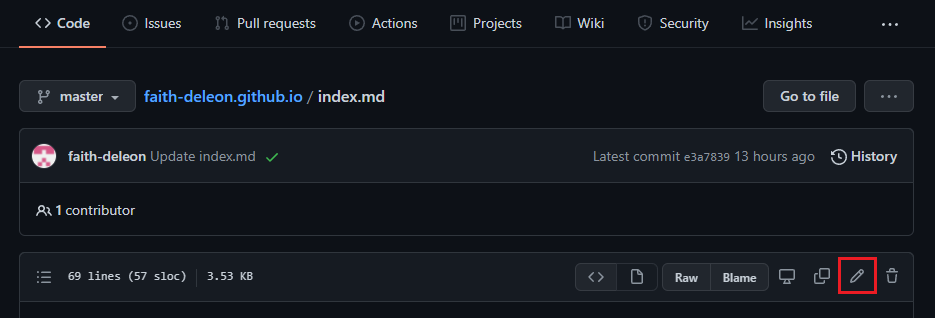 Code Issues Pull requests Actions Projects Wiki Security Insights ...
master faith-deleon.github.io / index.md Go to file ...
faith-deleon Update index.md Latest commit e3a7839 13 hours ago History
1 contributor
69 lines (57 sloc) 3.53 KB Raw Blame